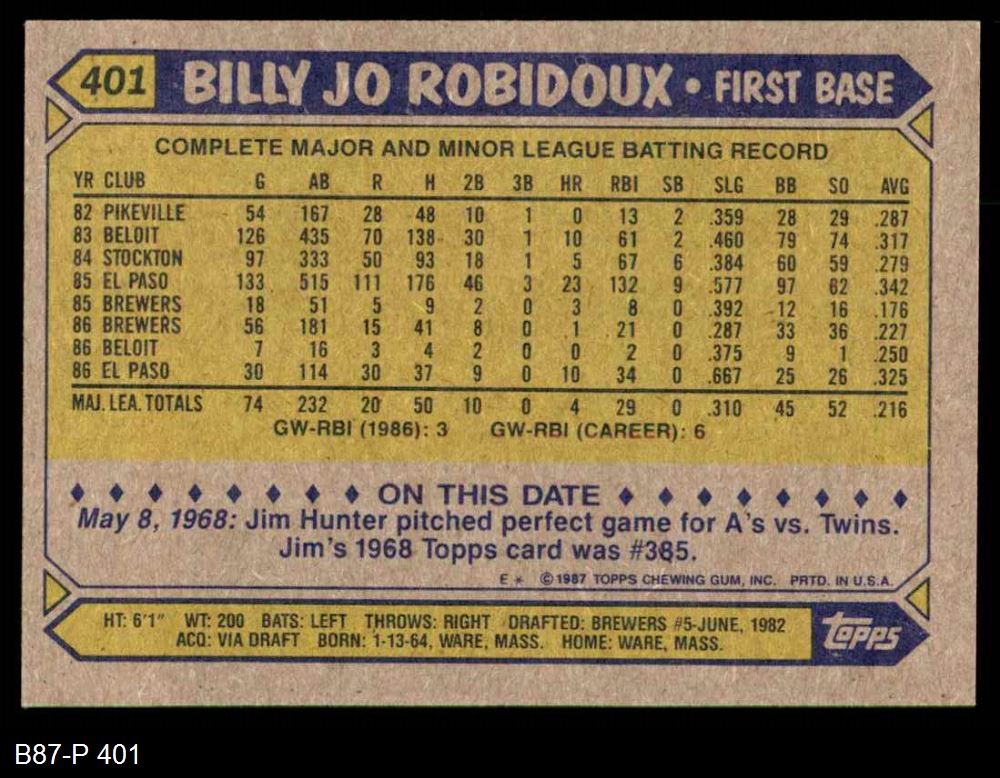 401 BILLY JO ROBIDOUX • FIRST BASE
COMPLETE MAJOR AND MINOR LEAGUE BATTING RECORD
YR CLUB G AB R H 2B 3B HR RBI SB SLG BB SO AVG
82 PIKEVILLE 54 167 28 48 10 1 0 13 2 .359 28 29 .287
83 BELOIT 126 435 70 138 30 1 10 61 2 .460 79 74 .317
84 STOCKTON 97 333 50 93 18 1 5 67 6 .384 60 59 .279
85 EL PASO 133 515 111 176 46 3 23 132 9 .577 97 62 .342
85 BREWERS 18 51 5 9 2 0 3 8 0 .392 12 16 .176
86 BREWERS 56 181 15 41 8 0 1 21 0 .287 33 36 .227
86 BELOIT 7 16 3 4 2 0 0 2 0 .375 9 1 .250
86 EL PASO 30 114 30 37 9 0 10 34 0 .667 25 26 .325
MAJ. LEA. TOTALS 74 232 20 50 10 0 4 29 0 .310 45 52 .216
GW-RBI (1986): 3 GW-RBI (CAREER): 6
♦ ♦ ♦ ♦ ♦ ♦ ♦ ♦ ON THIS DATE ♦ ♦ ♦ ♦ ♦ ♦ ♦ ♦
May 8, 1968: Jim Hunter pitched perfect game for A's vs. Twins.
Jim's 1968 Topps card was #385.
E * © 1987 TOPPS CHEWING GUM, INC. PRTD. IN U.S.A.
HT: 6'1" WT: 200 BATS: LEFT THROWS: RIGHT DRAFTED: BREWERS #5-JUNE, 1982
ACQ: VIA DRAFT BORN: 1-13-64, WARE, MASS. HOME: WARE, MASS.
topps
B87-P 401